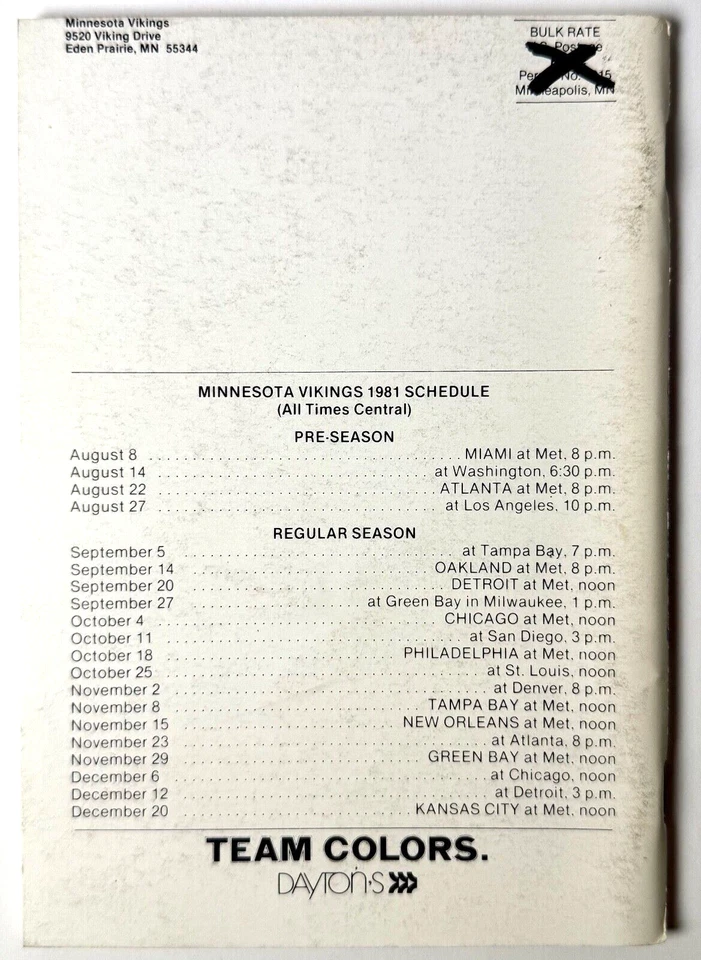 Minnesota Vikings
9520 Viking Drive
Eden Prairie, MN 55344
BULK RATE
Postage
No.
Minneapolis, MN
MINNESOTA VIKINGS 1981 SCHEDULE
(All Times Central)
PRE-SEASON
August 8 MIAMI at Met, 8 p.m.
August 14 at Washington, 6:30 p.m.
August 22 ATLANTA at Met, 8 p.m.
August 27 at Los Angeles, 10 p.m.
REGULAR SEASON
September 5 at Tampa Bay, 7 p.m.
September 14 OAKLAND at Met, 8 p.m.
September 20 DETROIT at Met, noon
September 27 at Green Bay in Milwaukee, 1 p.m.
October 4 CHICAGO at Met, noon
October 11 at San Diego, 3 p.m.
October 18 PHILADELPHIA at Met, noon
October 25 at St. Louis, noon
November 2 at Denver, 8 p.m.
November 8 TAMPA BAY at Met, noon
November 15 NEW ORLEANS at Met, noon
November 23 at Atlanta, 8 p.m.
November 29 GREEN BAY at Met, noon
December 6 at Chicago, noon
December 12 at Detroit, 3 p.m.
December 20 KANSAS CITY at Met, noon
TEAM COLORS.
DAYTON'S